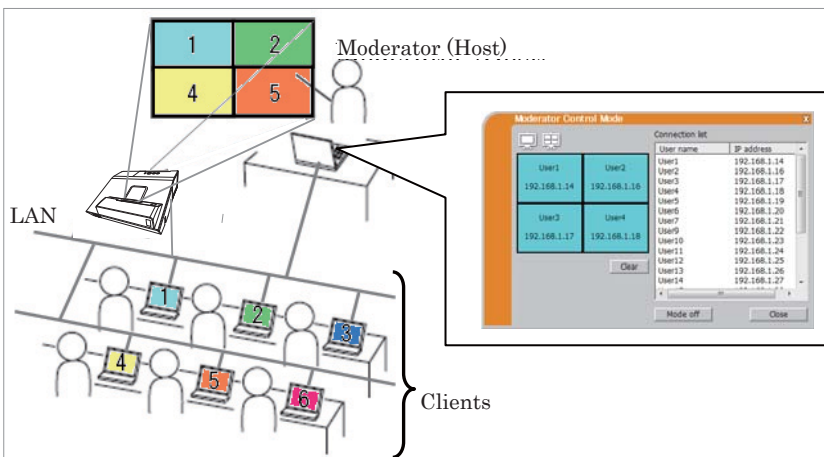 1 2
4 5
Moderator (Host)
LAN
Moderator Control Mode X
Connection list
User name IP address
User1 192.168.1.14
User2 192.168.1.16
User3 192.168.1.17
User4 192.168.1.18
User5 192.168.1.19
User6 192.168.1.20
User7 192.168.1.21
User9 192.168.1.22
User10 192.168.1.23
User11 192.168.1.24
User12 192.168.1.25
User13 192.168.1.26
User14 192.168.1.27
User1 User2
192.168.1.14 192.168.1.16
User3 User4
192.168.1.17 192.168.1.18
Clear
Mode off Close
1
2
3
4
5
6
Clients